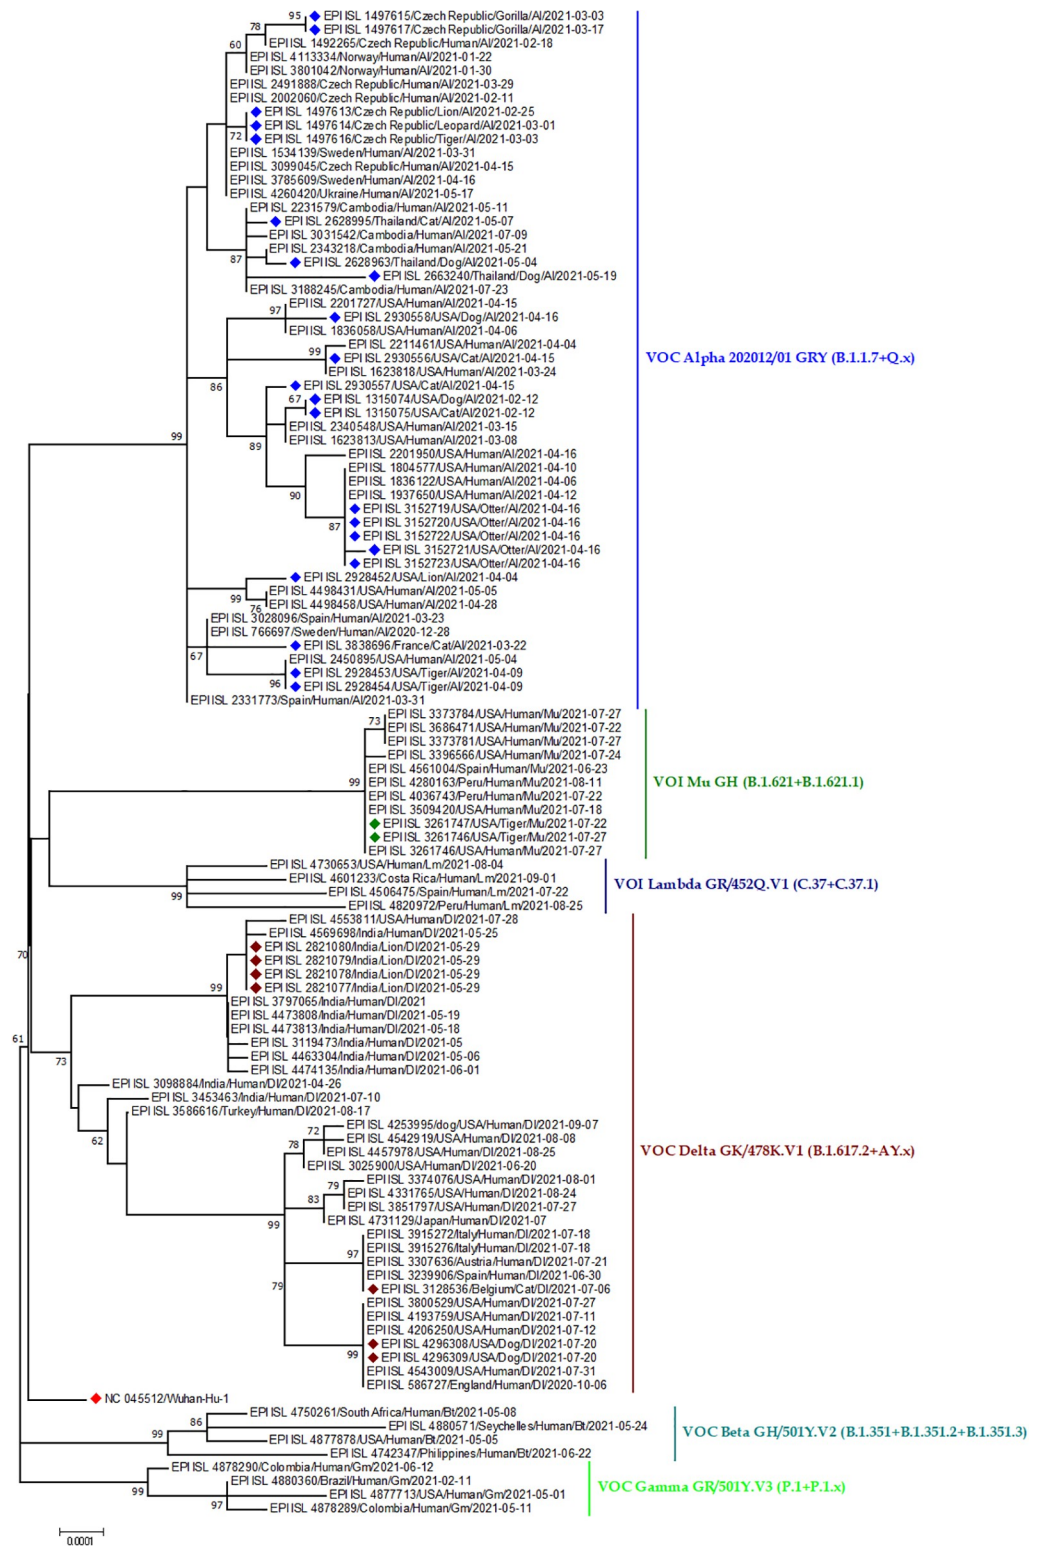 95 EPI ISL 1497615/Czech Republic/Gorilla/Al/2021-03-03
EPI ISL 1497617/Czech Republic/Gorilla/Al/2021-03-17
78
EPI ISL 1492265/Czech Republic/Human/Al/2021-02-18
60
EPI ISL 4113334/Norway/Human/Al/2021-01-22
EPI ISL 3801042/Norway/Human/Al/2021-01-30
EPI ISL 2491888/Czech Republic/Human/Al/2021-03-29
EPI ISL 2002060/Czech Republic/Human/Al/2021-02-11
EPI ISL 1497613/Czech Republic/Lion/Al/2021-02-25
EPI ISL 1497614/Czech Republic/Leopard/Al/2021-03-01
72 EPI ISL 1497616/Czech Republic/Tiger/Al/2021-03-03
EPI ISL 1534139/Sweden/Human/Al/2021-03-31
EPI ISL 3099045/Czech Republic/Human/Al/2021-04-15
EPI ISL 3785609/Sweden/Human/Al/2021-04-16
EPI ISL 4260420/Ukraine/Human/Al/2021-05-17
EPI ISL 2231579/Cambodia/Human/Al/2021-05-11
EPI ISL 2628995/Thailand/Cat/Al/2021-05-07
EPI ISL 3031542/Cambodia/Human/Al/2021-07-09
EPI ISL 2343218/Cambodia/Human/Al/2021-05-21
87 EPI ISL 2628963/Thailand/Dog/Al/2021-05-04
EPI ISL 2663240/Thailand/Dog/Al/2021-05-19
EPI ISL 3188245/Cambodia/Human/Al/2021-07-23
EPI ISL 2201727/USA/Human/Al/2021-04-15
97 EPI ISL 2930558/USA/Dog/Al/2021-04-16
EPI ISL 1836058/USA/Human/Al/2021-04-06
EPI ISL 2211461/USA/Human/Al/2021-04-04
99 EPI ISL 2930556/USA/Cat/Al/2021-04-15
VOC Alpha 202012/01 GRY (B.1.1.7+Q.x)
EPI ISL 1623818/USA/Human/Al/2021-03-24
86 EPI ISL 2930557/USA/Cat/Al/2021-04-15
67 EPI ISL 1315074/USA/Dog/Al/2021-02-12
EPI ISL 1315075/USA/Cat/Al/2021-02-12
EPI ISL 2340548/USA/Human/Al/2021-03-15
99
89 EPI ISL 1623813/USA/Human/Al/2021-03-08
EPI ISL 2201950/USA/Human/Al/2021-04-16
EPI ISL 1804577/USA/Human/Al/2021-04-10
EPI ISL 1836122/USA/Human/Al/2021-04-06
90 EPI ISL 1937650/USA/Human/Al/2021-04-12
EPI ISL 3152719/USA/Otter/Al/2021-04-16
87 EPI ISL 3152720/USA/Otter/Al/2021-04-16
EPI ISL 3152722/USA/Otter/Al/2021-04-16
EPI ISL 3152721/USA/Otter/Al/2021-04-16
EPI ISL 3152723/USA/Otter/Al/2021-04-16
EPI ISL 2928452/USA/Lion/Al/2021-04-04
99 EPI ISL 4498431/USA/Human/Al/2021-05-05
76 EPI ISL 4498458/USA/Human/Al/2021-04-28
EPI ISL 3028096/Spain/Human/Al/2021-03-23
EPI ISL 766697/Sweden/Human/Al/2020-12-28
EPI ISL 3838696/France/Cat/Al/2021-03-22
67 EPI ISL 2450895/USA/Human/Al/2021-05-04
EPI ISL 2928453/USA/Tiger/Al/2021-04-09
96 EPI ISL 2928454/USA/Tiger/Al/2021-04-09
EPI ISL 2331773/Spain/Human/Al/2021-03-31
EPI ISL 3373784/USA/Human/Mu/2021-07-27
73 EPI ISL 3686471/USA/Human/Mu/2021-07-22
EPI ISL 3373781/USA/Human/Mu/2021-07-27
EPI ISL 3396566/USA/Human/Mu/2021-07-24
EPI ISL 4561004/Spain/Human/Mu/2021-06-23
99 EPI ISL 4280163/Peru/Human/Mu/2021-08-11
VOI Mu GH (B.1.621+B.1.621.1)
EPI ISL 4036743/Peru/Human/Mu/2021-07-22
EPI ISL 3509420/USA/Human/Mu/2021-07-18
EPI ISL 3261747/USA/Tiger/Mu/2021-07-22
EPI ISL 3261746/USA/Tiger/Mu/2021-07-27
EPI ISL 3261746/USA/Human/Mu/2021-07-27
EPI ISL 4730653/USA/Human/Lm/2021-08-04
EPI ISL 4601233/Costa Rica/Human/Lm/2021-09-01
VOI Lambda GR/452Q.V1 (C.37+C.37.1)
99 EPI ISL 4506475/Spain/Human/Lm/2021-07-22
EPI ISL 4820972/Peru/Human/Lm/2021-08-25
EPI ISL 4553811/USA/Human/Dl/2021-07-28
EPI ISL 4569698/India/Human/Dl/2021-05-25
EPI ISL 2821080/India/Lion/Dl/2021-05-29
70
EPI ISL 2821079/India/Lion/Dl/2021-05-29
EPI ISL 2821078/India/Lion/Dl/2021-05-29
99 EPI ISL 2821077/India/Lion/Dl/2021-05-29
EPI ISL 3797065/India/Human/Dl/2021
EPI ISL 4473808/India/Human/Dl/2021-05-19
EPI ISL 4473813/India/Human/Dl/2021-05-18
61
EPI ISL 3119473/India/Human/Dl/2021-05
EPI ISL 4463304/India/Human/Dl/2021-05-06
73
EPI ISL 4474135/India/Human/Dl/2021-06-01
EPI ISL 3098884/India/Human/Dl/2021-04-26
EPI ISL 3453463/India/Human/Dl/2021-07-10
EPI ISL 3586616/Turkey/Human/Dl/2021-08-17
EPI ISL 4253995/dog/USA/Human/Dl/2021-09-07
62
72 EPI ISL 4542919/USA/Human/Dl/2021-08-08
78 EPI ISL 4457978/USA/Human/Dl/2021-08-25
VOC Delta GK/478K.V1 (B.1.617.2+AY.x)
EPI ISL 3025900/USA/Human/Dl/2021-06-20
EPI ISL 3374076/USA/Human/Dl/2021-08-01
79 EPI ISL 4331765/USA/Human/Dl/2021-08-24
83 EPI ISL 3851797/USA/Human/Dl/2021-07-27
EPI ISL 4731129/Japan/Human/Dl/2021-07
99
EPI ISL 3915272/Italy/Human/Dl/2021-07-18
97 EPI ISL 3915276/Italy/Human/Dl/2021-07-18
EPI ISL 3307636/Austria/Human/Dl/2021-07-21
EPI ISL 3239906/Spain/Human/Dl/2021-06-30
79 EPI ISL 3128536/Belgium/Cat/Dl/2021-07-06
EPI ISL 3800529/USA/Human/Dl/2021-07-27
EPI ISL 4193759/USA/Human/Dl/2021-07-11
EPI ISL 4206250/USA/Human/Dl/2021-07-12
EPI ISL 4296308/USA/Dog/Dl/2021-07-20
99 EPI ISL 4296309/USA/Dog/Dl/2021-07-20
EPI ISL 4543009/USA/Human/Dl/2021-07-31
EPI ISL 586727/England/Human/Dl/2020-10-06
NC 045512/Wuhan-Hu-1
EPI ISL 4750261/South Africa/Human/Bt/2021-05-08
86 EPI ISL 4880571/Seychelles/Human/Bt/2021-05-24
VOC Beta GH/501Y.V2 (B.1.351+B.1.351.2+B.1.351.3)
99 EPI ISL 4877878/USA/Human/Bt/2021-05-05
EPI ISL 4742347/Philippines/Human/Bt/2021-06-22
EPI ISL 4878290/Colombia/Human/Gm/2021-06-12
EPI ISL 4880360/Brazil/Human/Gm/2021-02-11
VOC Gamma GR/501Y.V3 (P.1+P.1.x)
99 EPI ISL 4877713/USA/Human/Gm/2021-05-01
97 EPI ISL 4878289/Colombia/Human/Gm/2021-05-11
0.0001